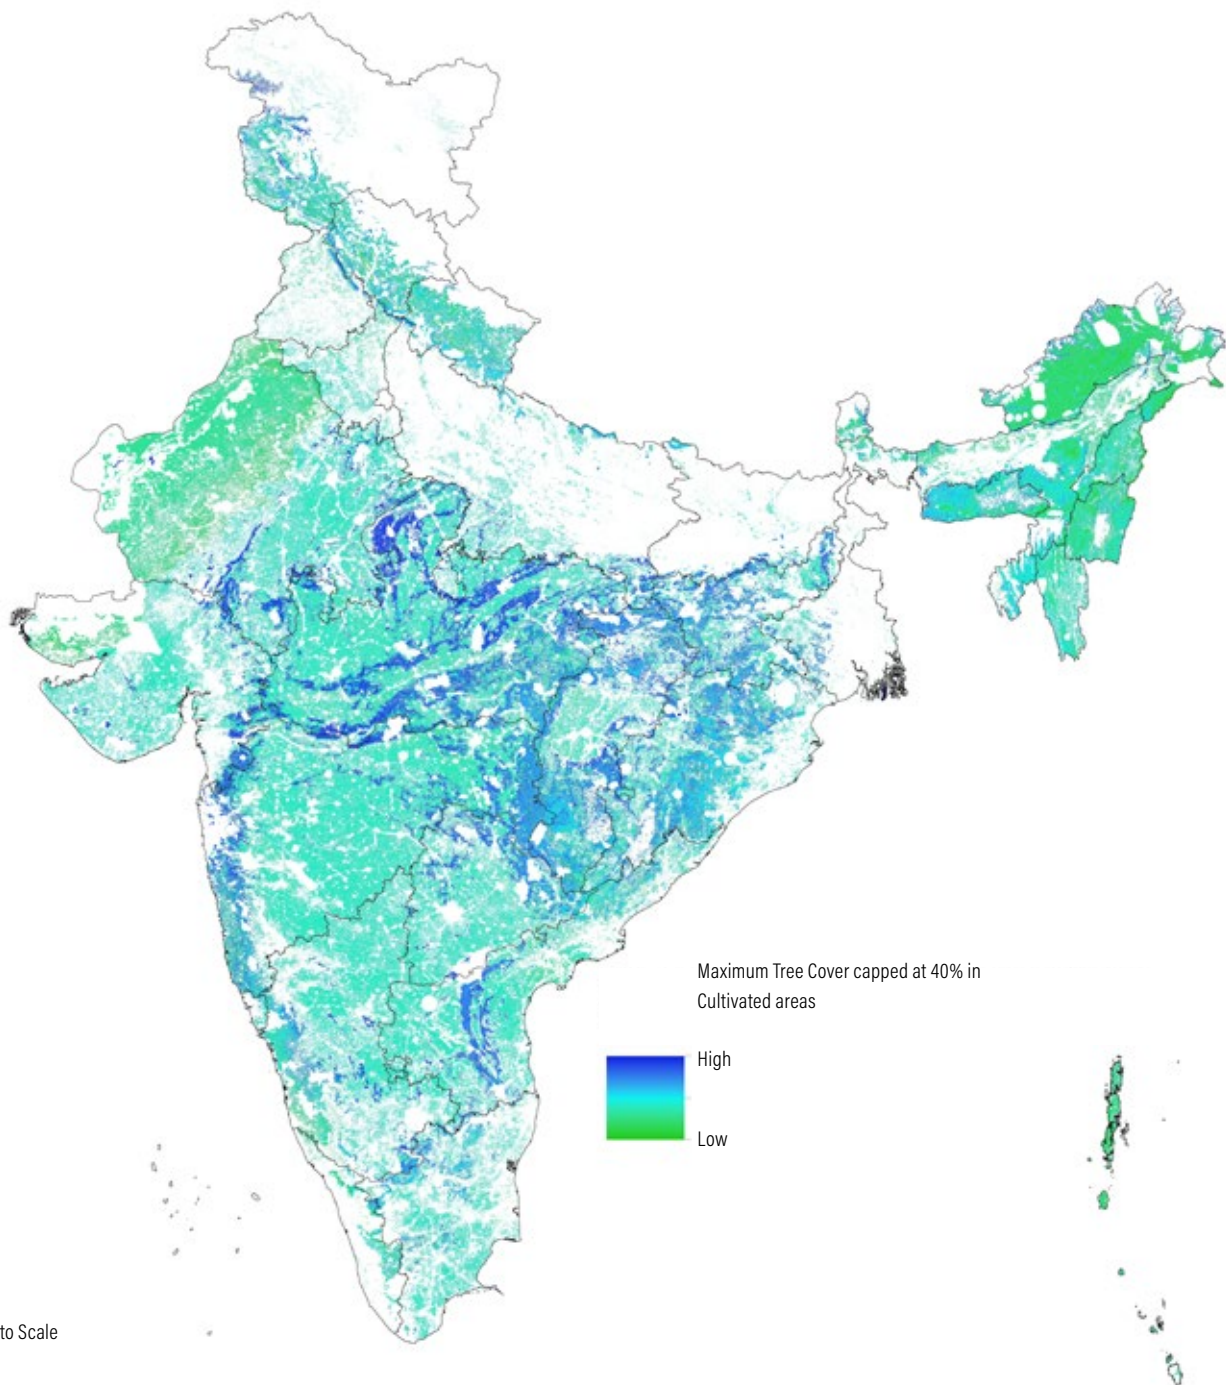 Maximum Tree Cover capped at 40% in
Cultivated areas
High
Low
to Scale